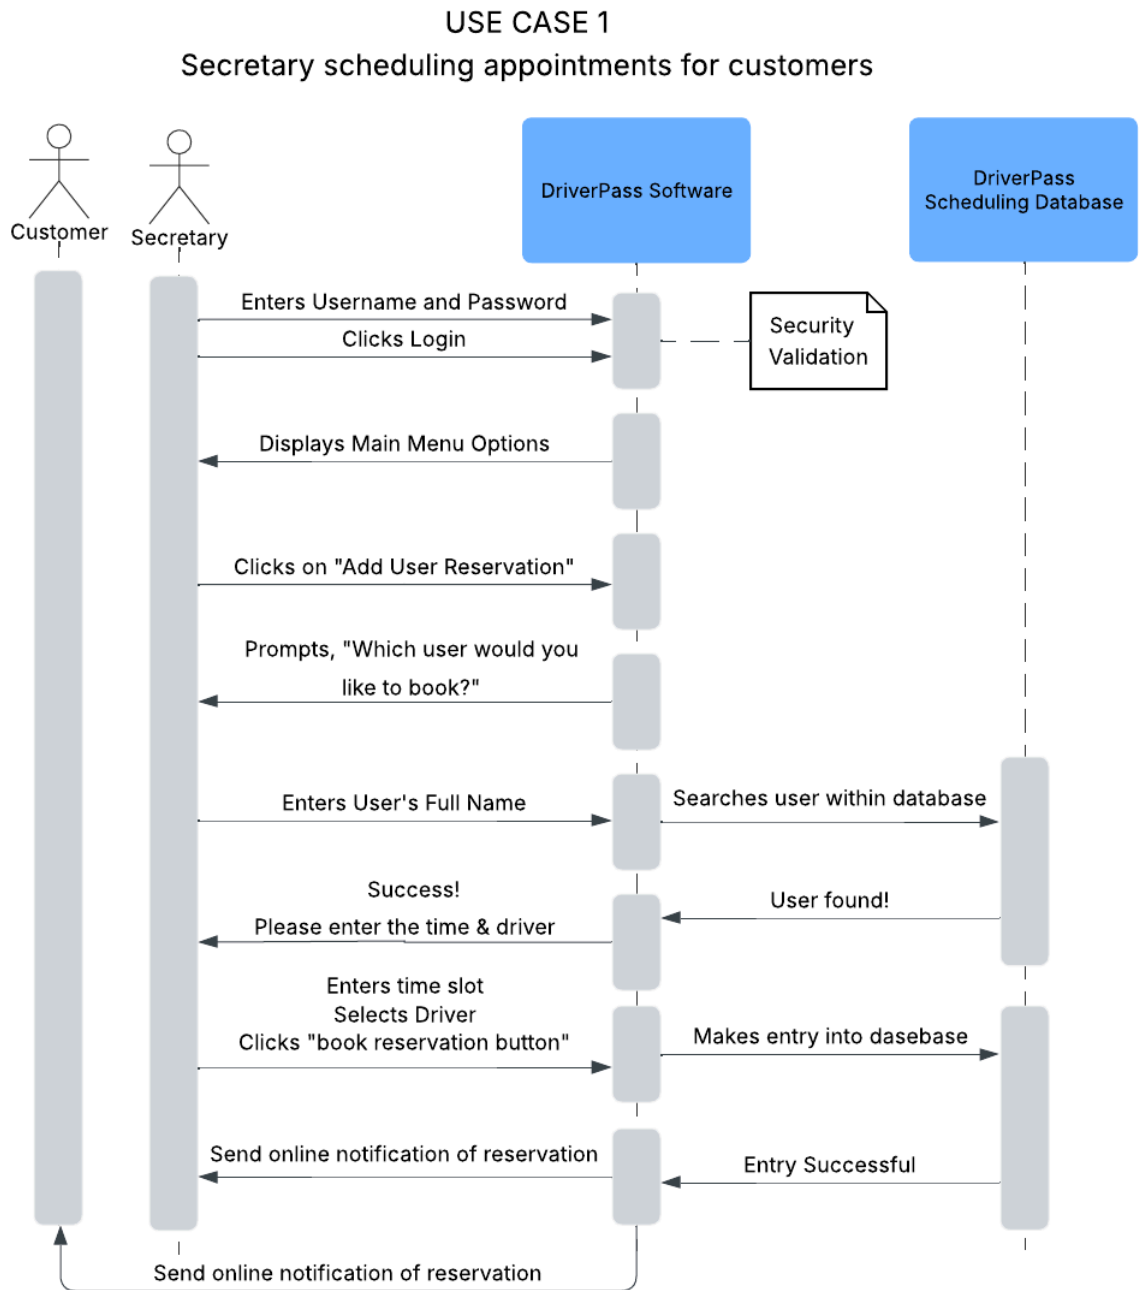 USE CASE 1
Secretary scheduling appointments for customers
Customer
Secretary
DriverPass Software
DriverPass
Scheduling Database
Enters Username and Password
Security
Validation
Clicks Login
Displays Main Menu Options
Clicks on "Add User Reservation"
Prompts, "Which user would you
like to book?"
Enters User's Full Name
Searches user within database
Success!
Please enter the time & driver
User found!
Enters time slot
Selects Driver
Clicks "book reservation button"
Makes entry into dasebase
Send online notification of reservation
Entry Successful
Send online notification of reservation